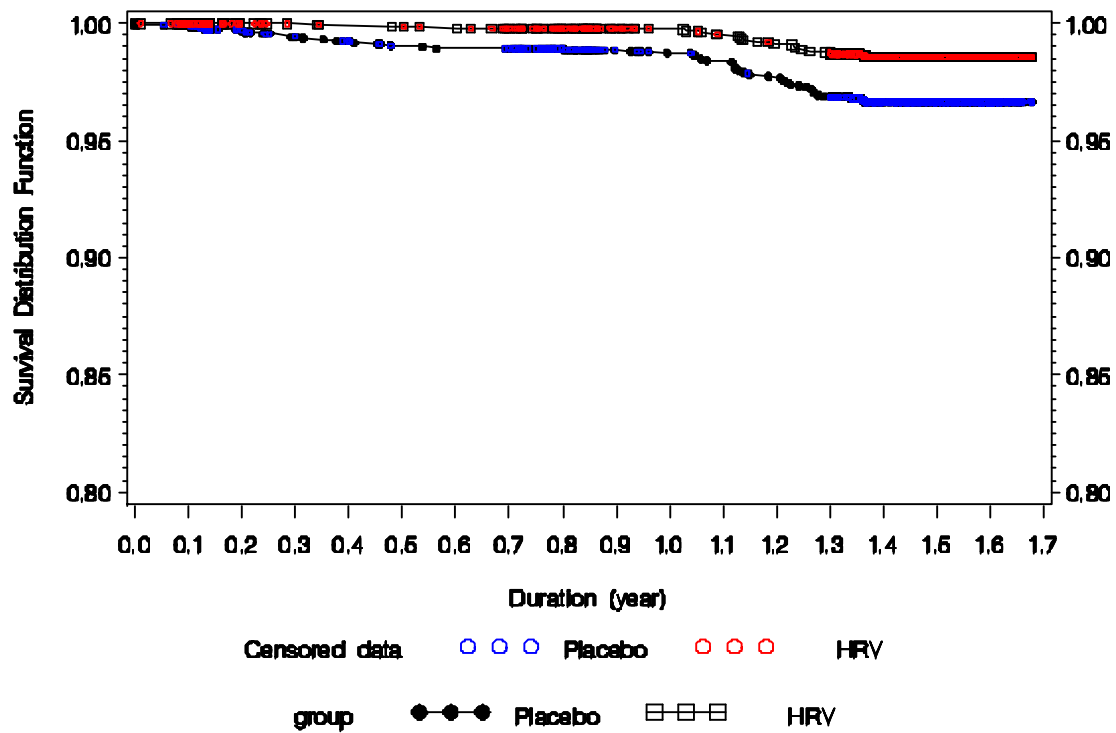 Survival Distribution Function
1.00 1.00
0,95 0,95
0,90 0,90
0,85 0,85
0,80 0,80
0,0 0,1 0,2 0,3 0,4 0,5 0,6 0,7 0,8 0,9 1,0 1,1 1,2 1,3 1,4 1,5 1,6 1,7
Duration (year)
Censored data Placebo HRV
group Placebo HRV